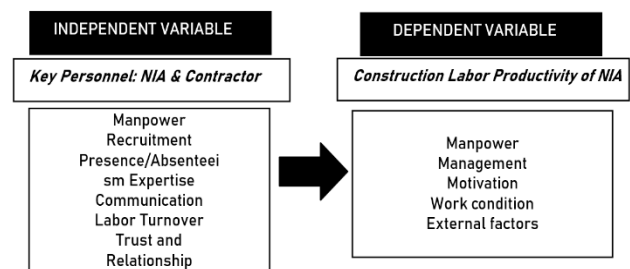 INDEPENDENT VARIABLE
Key Personnel: NIA & Contractor
Manpower
Recruitment
Presence/Absenteei
sm Expertise
Communication
Labor Turnover
Trust and
Relationship
DEPENDENT VARIABLE
Construction Labor Productivity of NIA
Manpower
Management
Motivation
Work condition
External factors